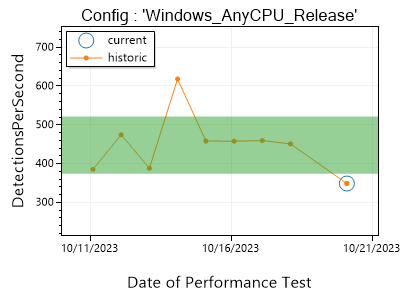 Config : 'Windows_AnyCPU_Release'
current
historic
700
600
500
400
300
DetectionsPerSecond
10/11/2023 10/16/2023 10/21/2023
Date of Performance Test